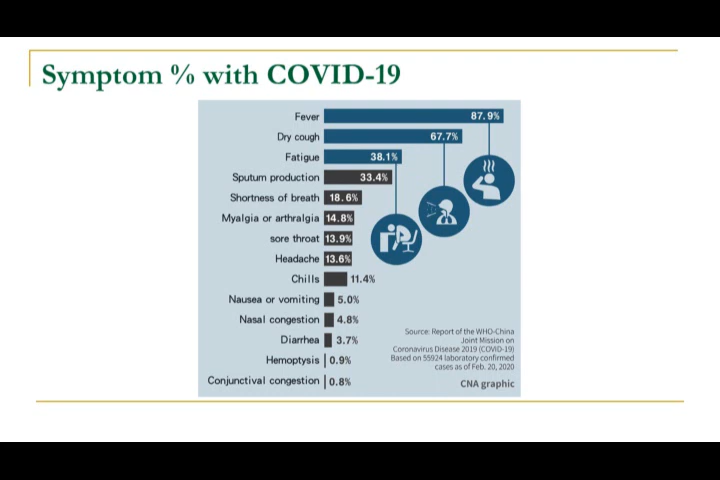 Symptom % with COVID-19
Fever 87.9%
Dry cough 67.7%
Fatigue 38.1%
Sputum production 33.4%
Shortness of breath 18.6%
Myalgia or arthralgia 14.8%
sore throat 13.9%
Headache 13.6%
Chills 11.4%
Nausea or vomiting 5.0%
Nasal congestion 4.8%
Diarrhea 3.7%
Hemoptysis 0.9%
Conjunctival congestion 0.8%
Source: Report of the WHO-China
Joint Mission on
Coronavirus Disease 2019 (COVID-19)
Based on 55924 laboratory confirmed
cases as of Feb. 20, 2020
CNA graphic